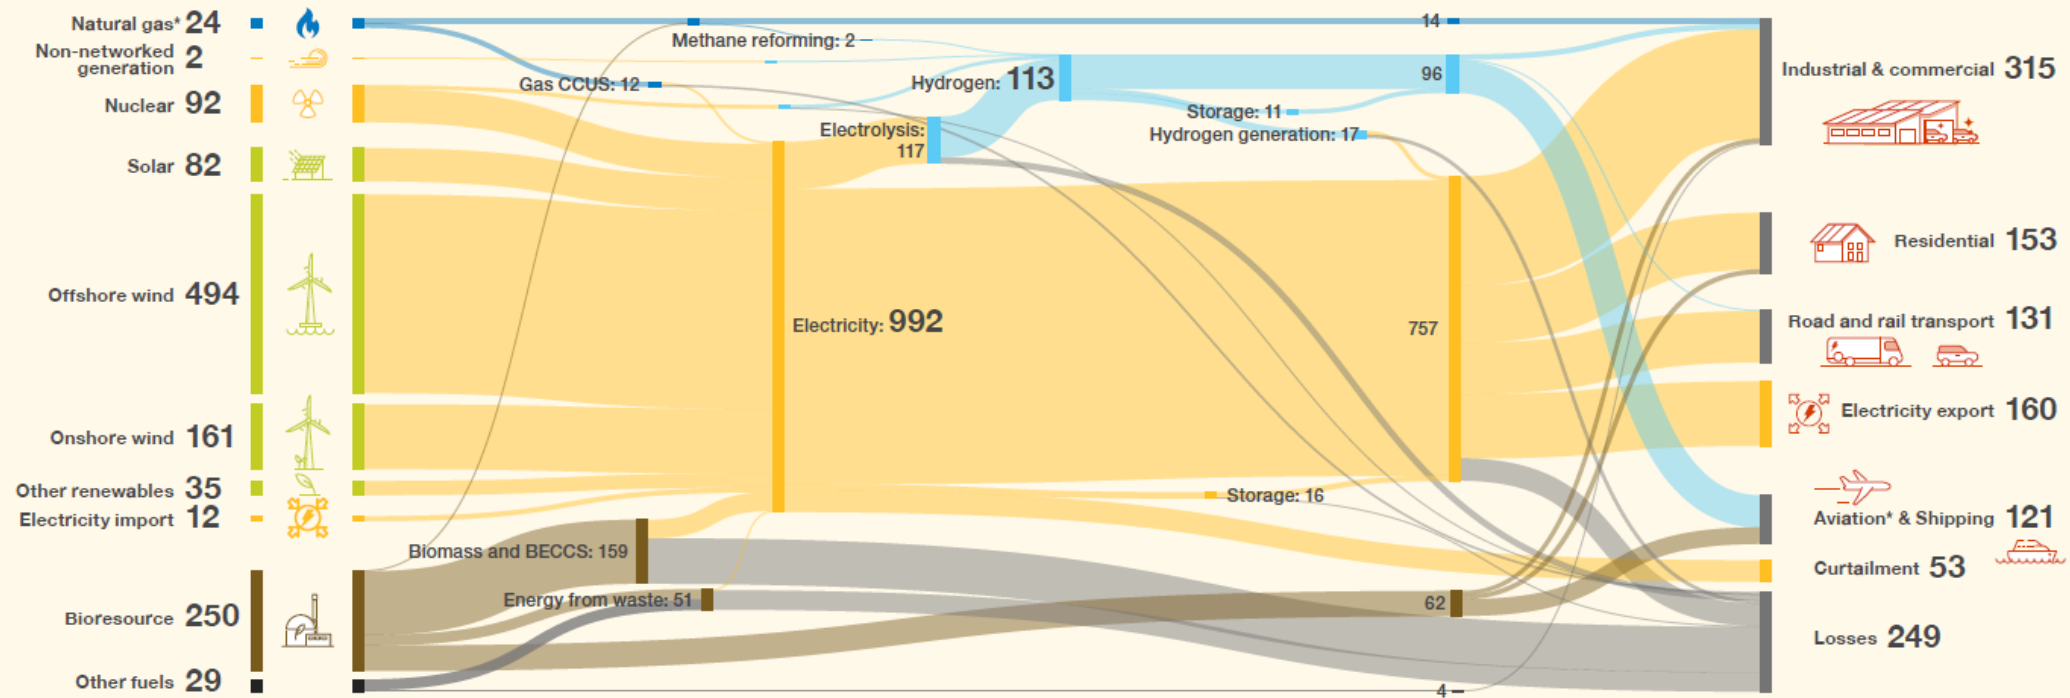 Natural gas* 24
Non-networked
generation 2
Nuclear 92
Solar 82
Offshore wind 494
Onshore wind 161
Other renewables 35
Electricity import 12
Bioresource 250
Other fuels 29
Methane reforming: 2
Gas CCUS: 12
Hydrogen: 113
Electrolysis:
117
Storage: 11
Hydrogen generation: 17
Electricity: 992
Storage: 16
Biomass and BECCS: 159
Energy from waste: 51
14
96
757
62
4
Industrial & commercial 315
Residential 153
Road and rail transport 131
Electricity export 160
Aviation* & Shipping 121
Curtailment 53
Losses 249